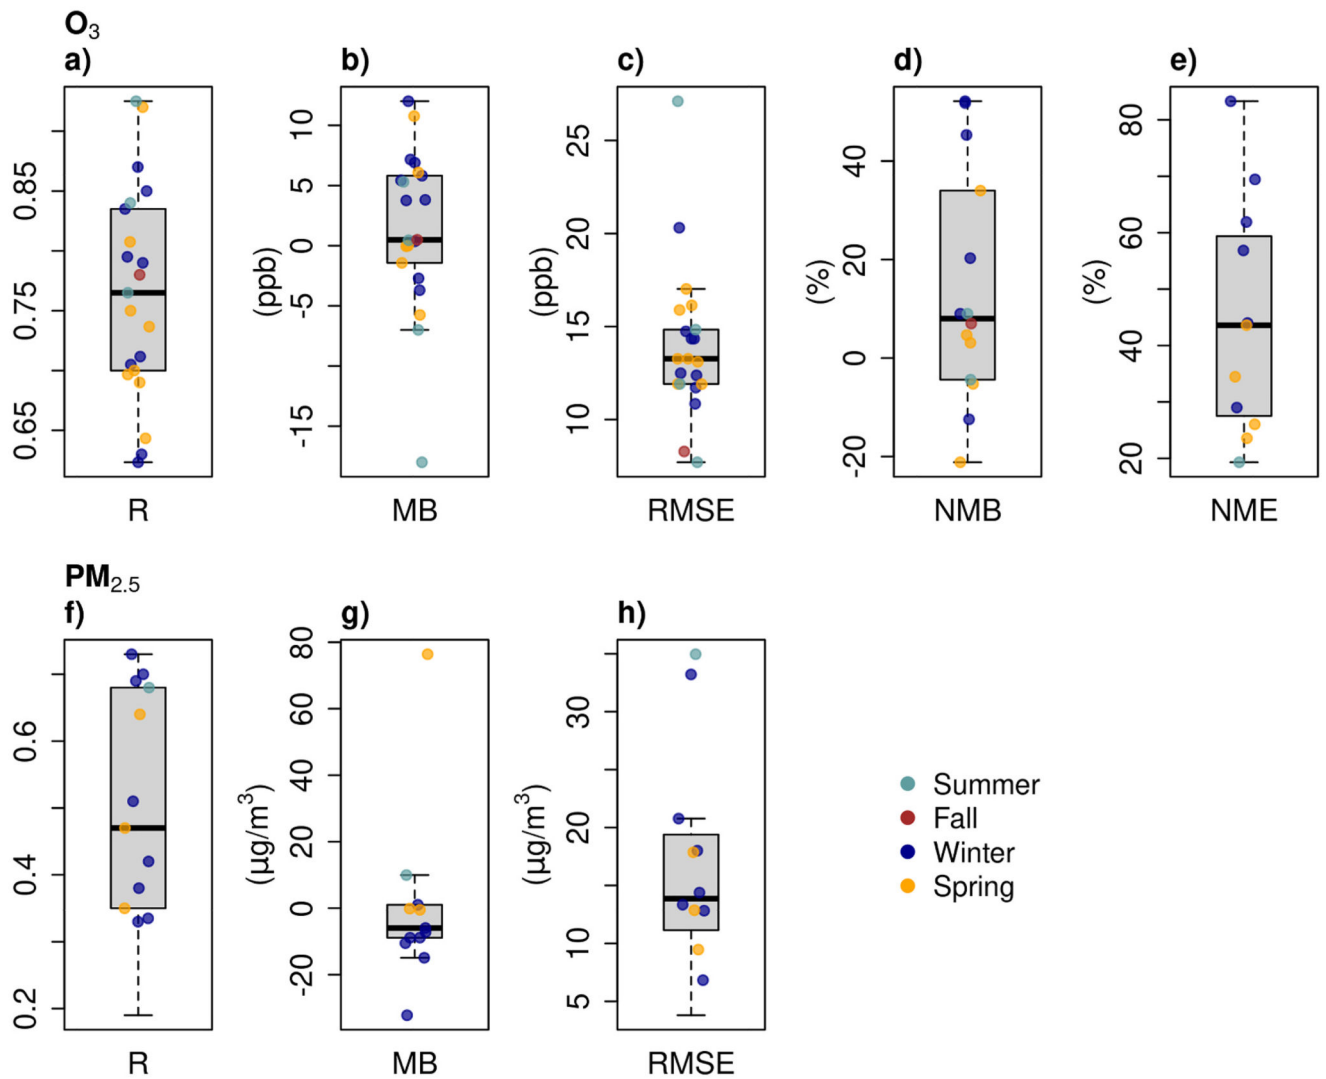 O₃
a) b) c) d) e)
0.65 0.75 0.85
R
(ppb)
-15 -5 0 5 10
MB
(ppb)
10 15 20 25
RMSE
(%)
-20 0 20 40
NMB
(%)
20 40 60 80
NME
PM₂.₅
f) g) h)
0.2 0.4 0.6
R
(µg/m³)
-20 0 20 40 60 80
MB
(µg/m³)
5 10 20 30
RMSE
Summer
Fall
Winter
Spring